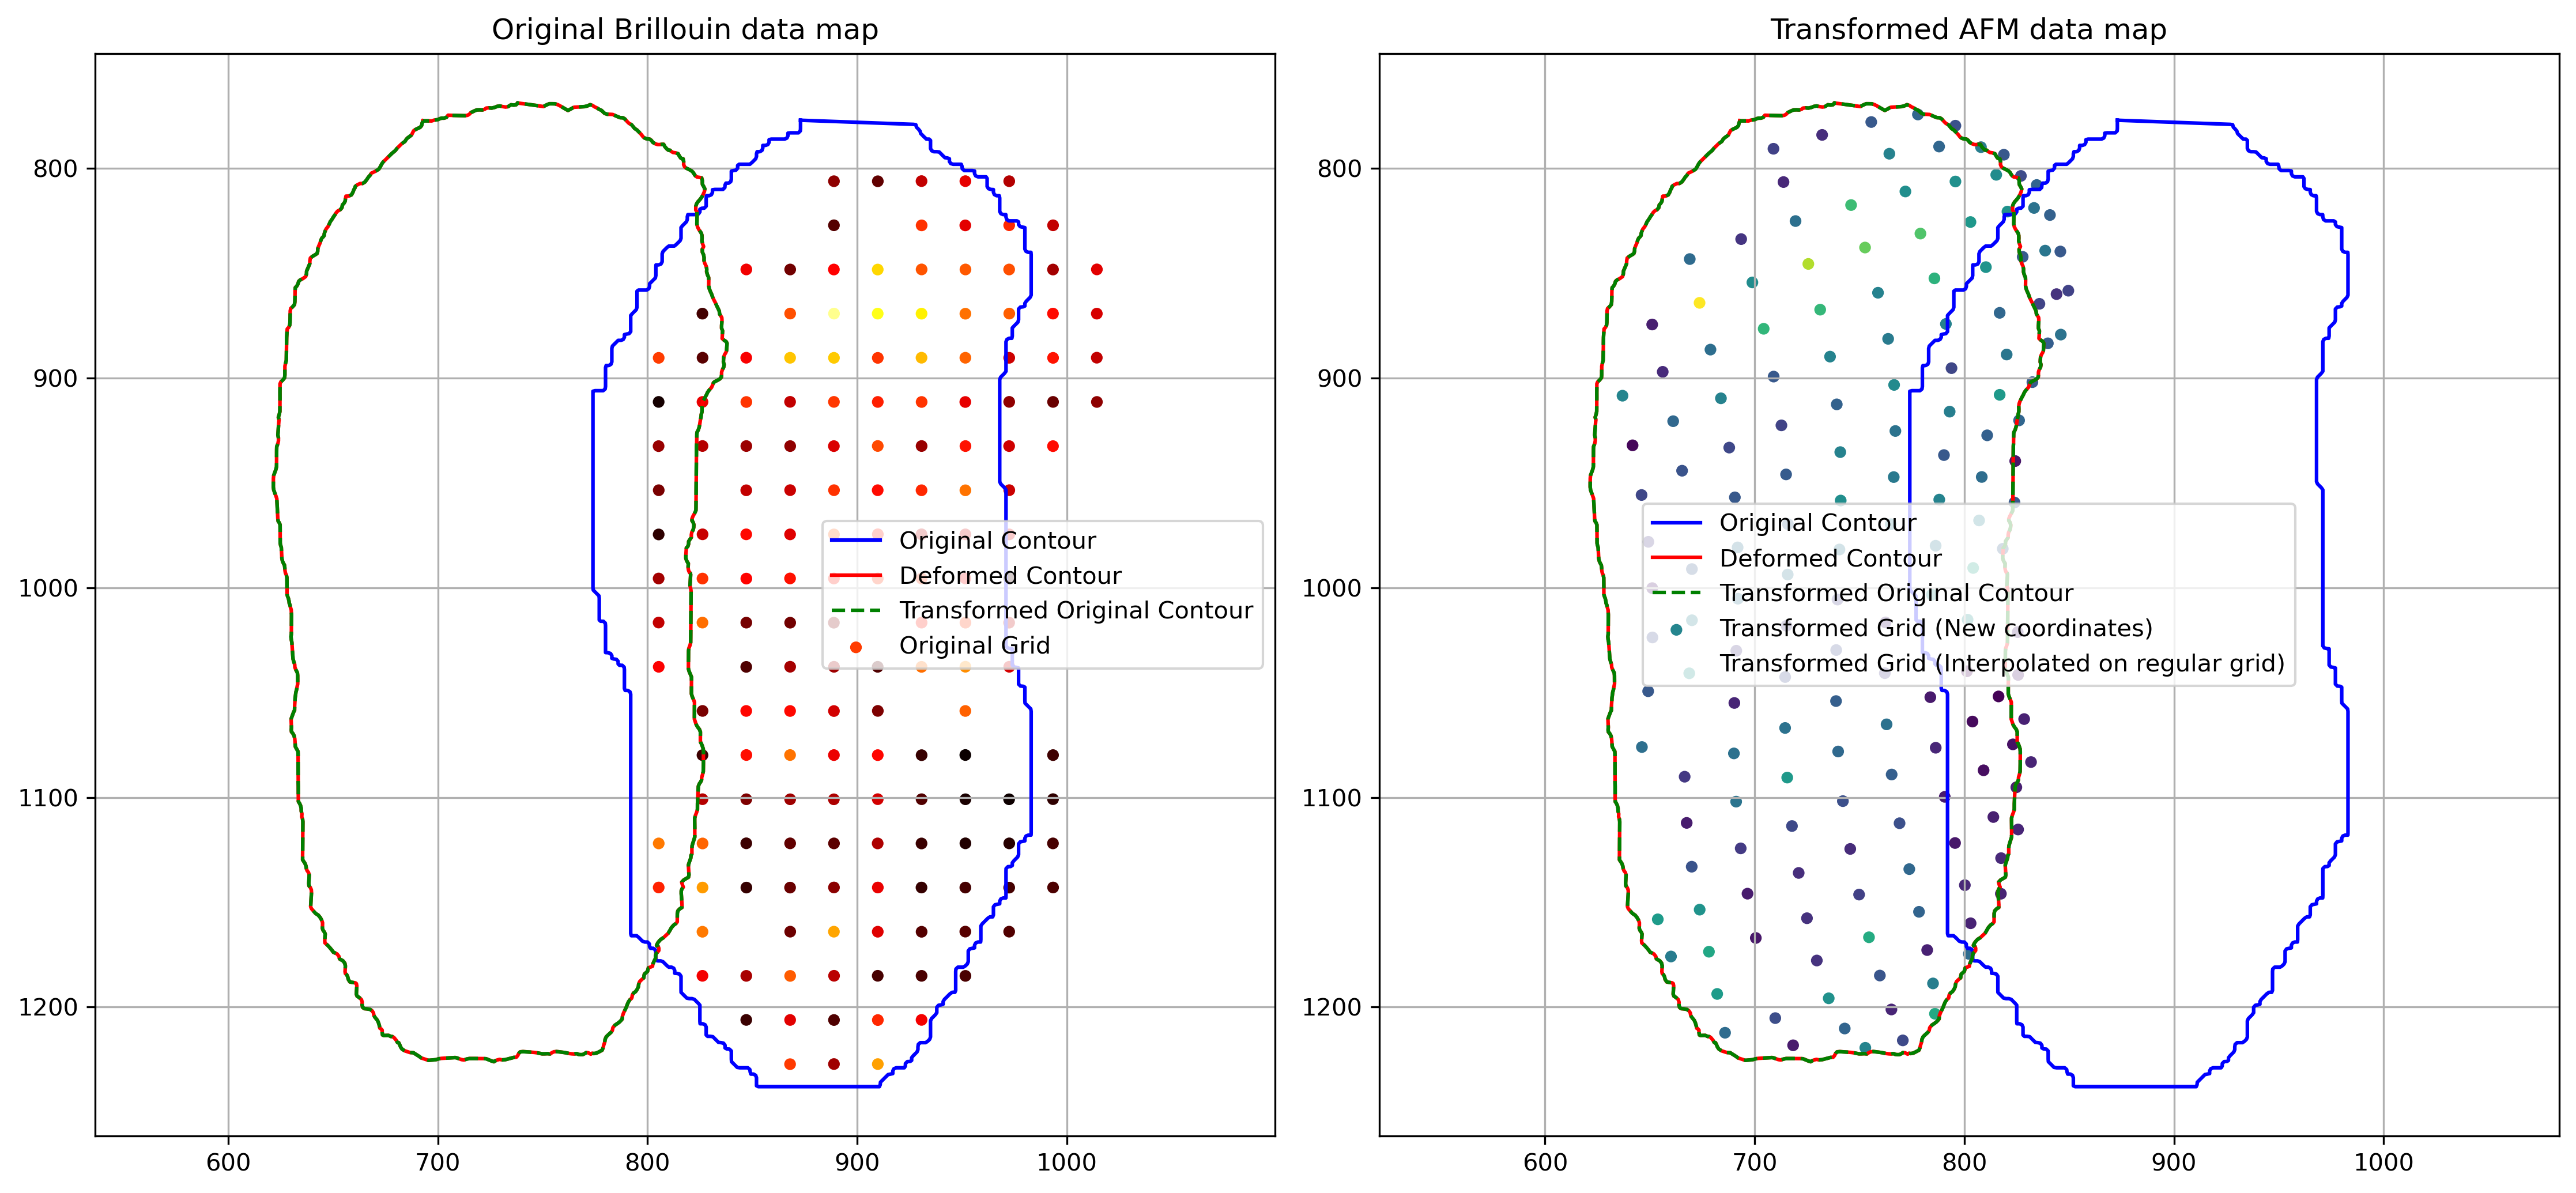 Original Brillouin data map
800
900
1000
1100
1200
600 700 800 900 1000
Original Contour
Deformed Contour
Transformed Original Contour
Original Grid
Transformed AFM data map
800
900
1000
1100
1200
600 700 800 900 1000
Original Contour
Deformed Contour
Transformed Original Contour
Transformed Grid (New coordinates)
Transformed Grid (Interpolated on regular grid)